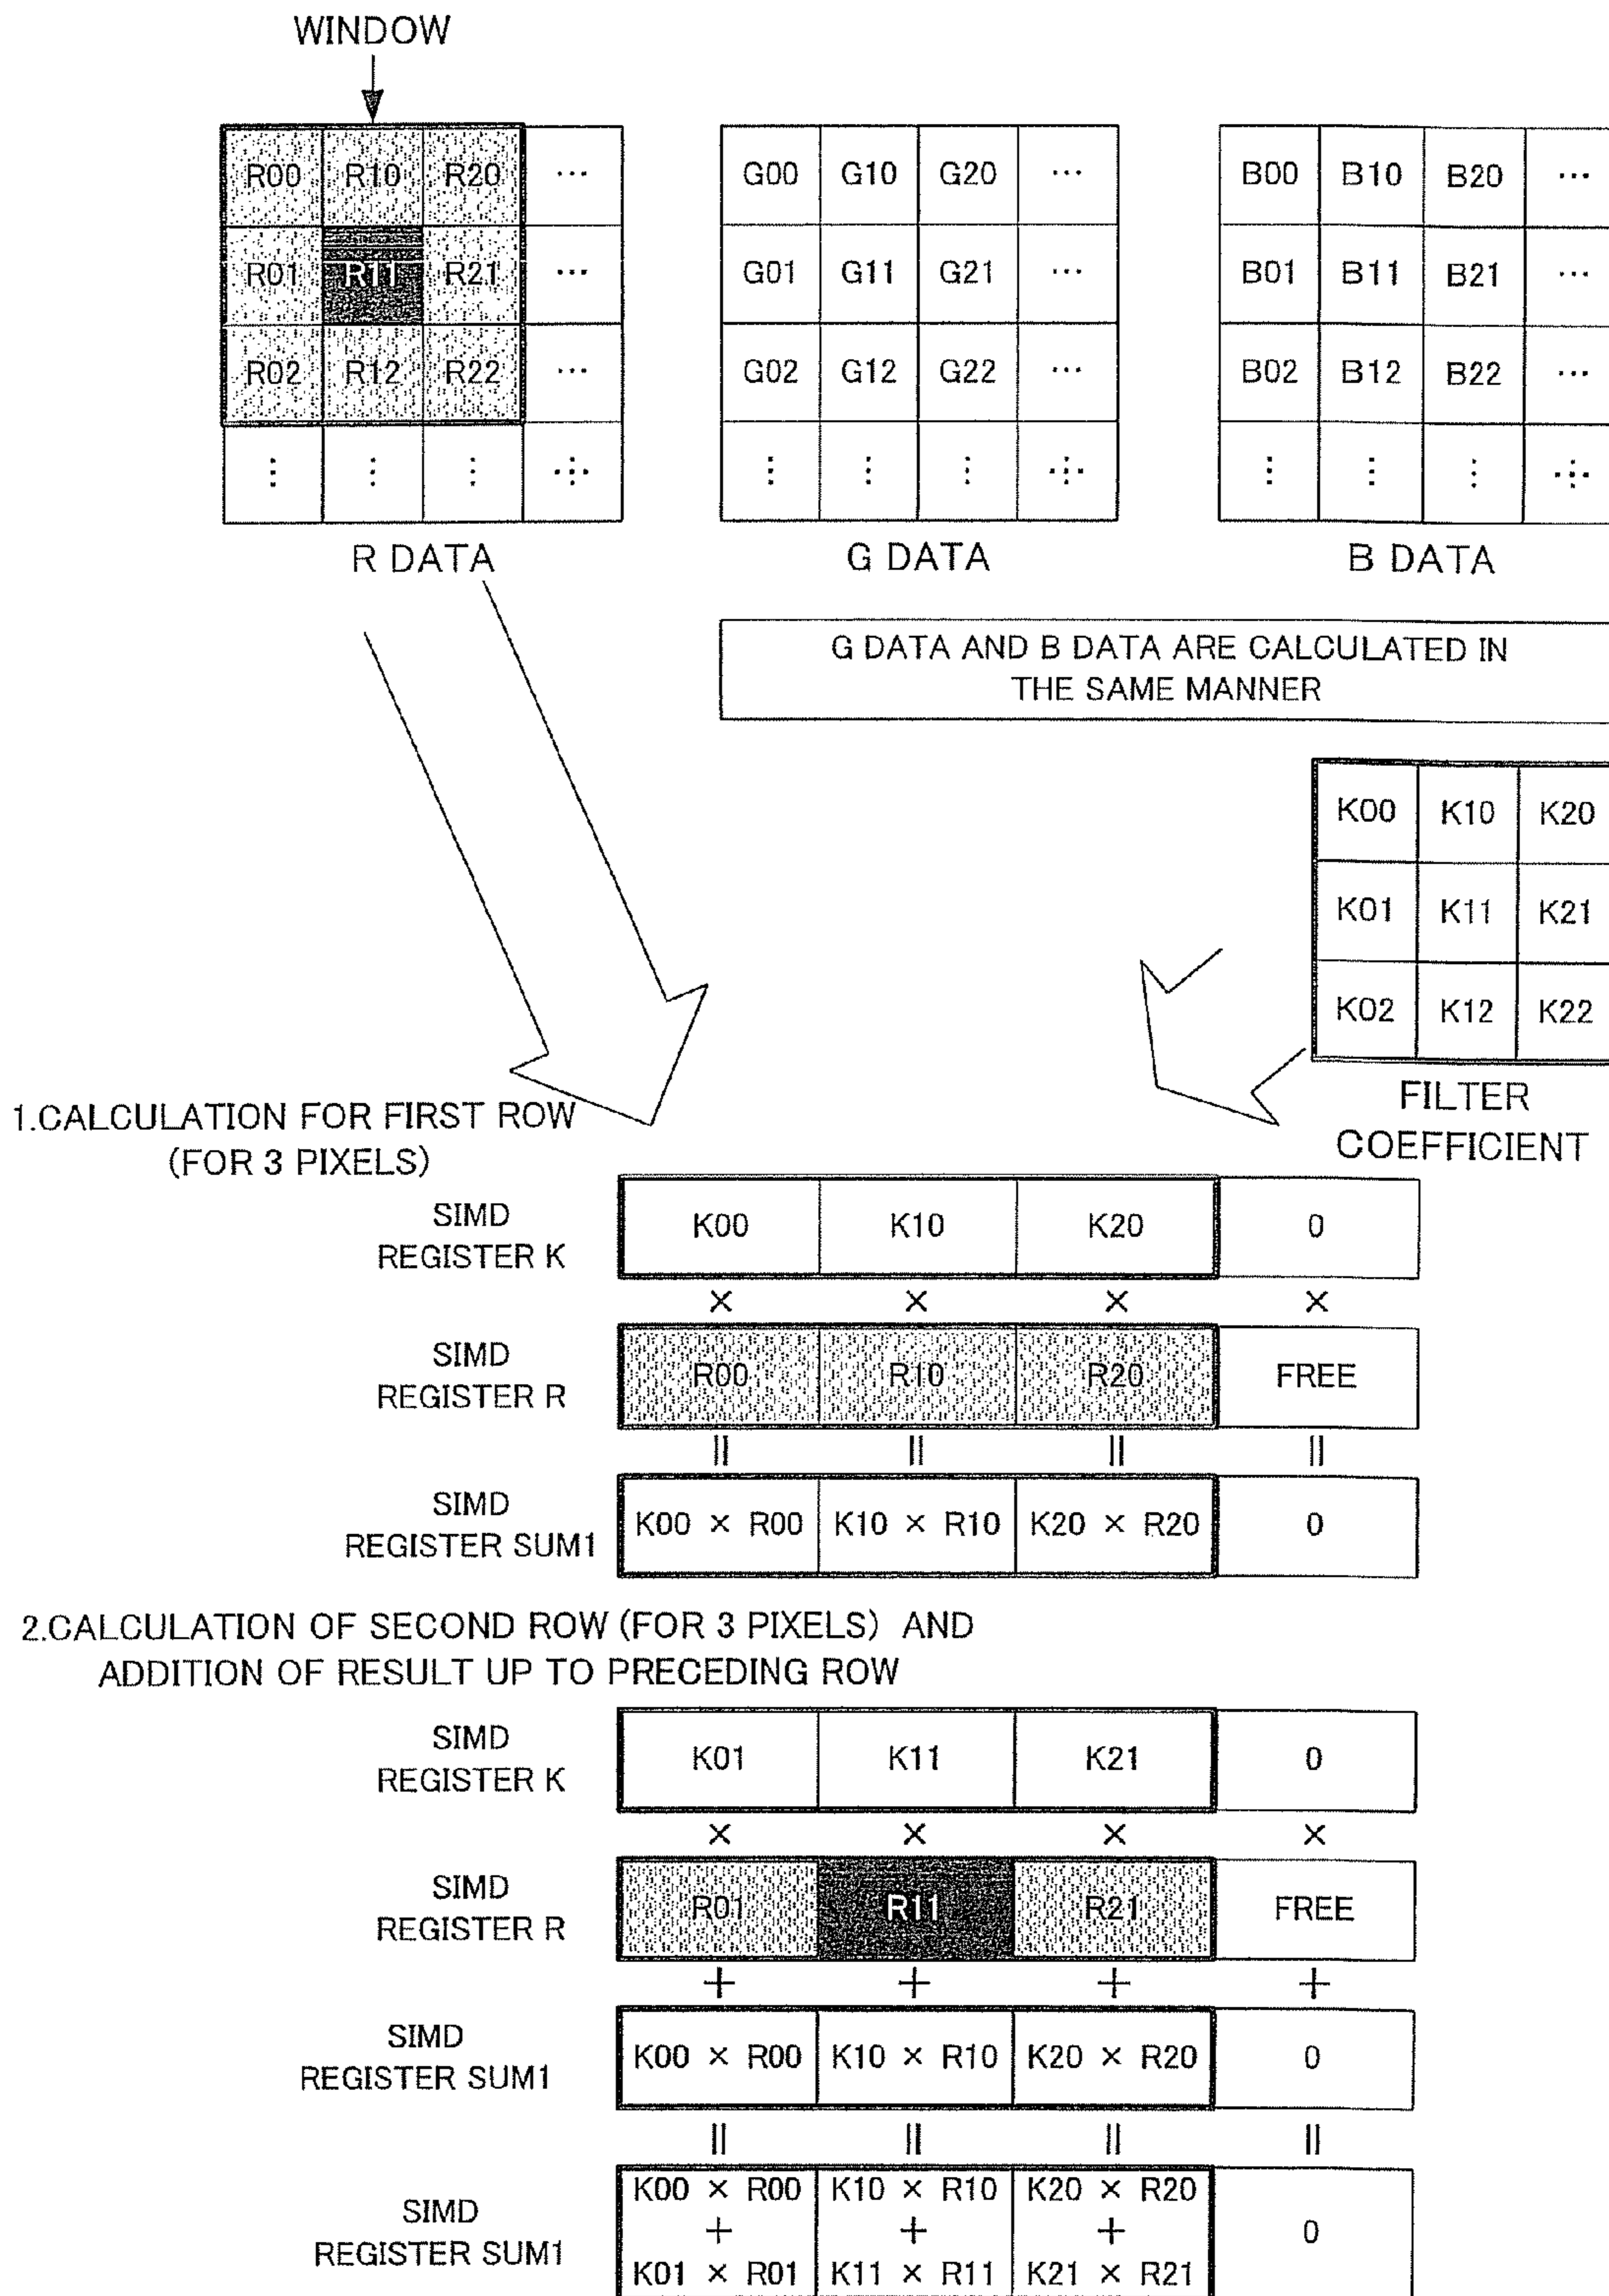 WINDOW
R00 R10 R20 ... G00 G10 G20 ... B00 B10 B20 ...
R01 R11 R21 ... G01 G11 G21 ... B01 B11 B21 ...
R02 R12 R22 ... G02 G12 G22 ... B02 B12 B22 ...
R DATA G DATA B DATA
G DATA AND B DATA ARE CALCULATED IN
THE SAME MANNER
K00 K10 K20
K01 K11 K21
K02 K12 K22
FILTER
COEFFICIENT
1.CALCULATION FOR FIRST ROW
(FOR 3 PIXELS)
SIMD
REGISTER K
K00 K10 K20 0
× × × ×
SIMD
REGISTER R
R00 R10 R20 FREE
|| || || ||
SIMD
REGISTER SUM1
K00 × R00 K10 × R10 K20 × R20 0
2.CALCULATION OF SECOND ROW (FOR 3 PIXELS) AND
ADDITION OF RESULT UP TO PRECEDING ROW
SIMD
REGISTER K
K01 K11 K21 0
× × × ×
SIMD
REGISTER R
R01 R11 R21 FREE
+ + + +
SIMD
REGISTER SUM1
K00 × R00 K10 × R10 K20 × R20 0
|| || || ||
SIMD
REGISTER SUM1
K00 × R00 K10 × R10 K20 × R20
+ + + 0
K01 × R01 K11 × R11 K21 × R21